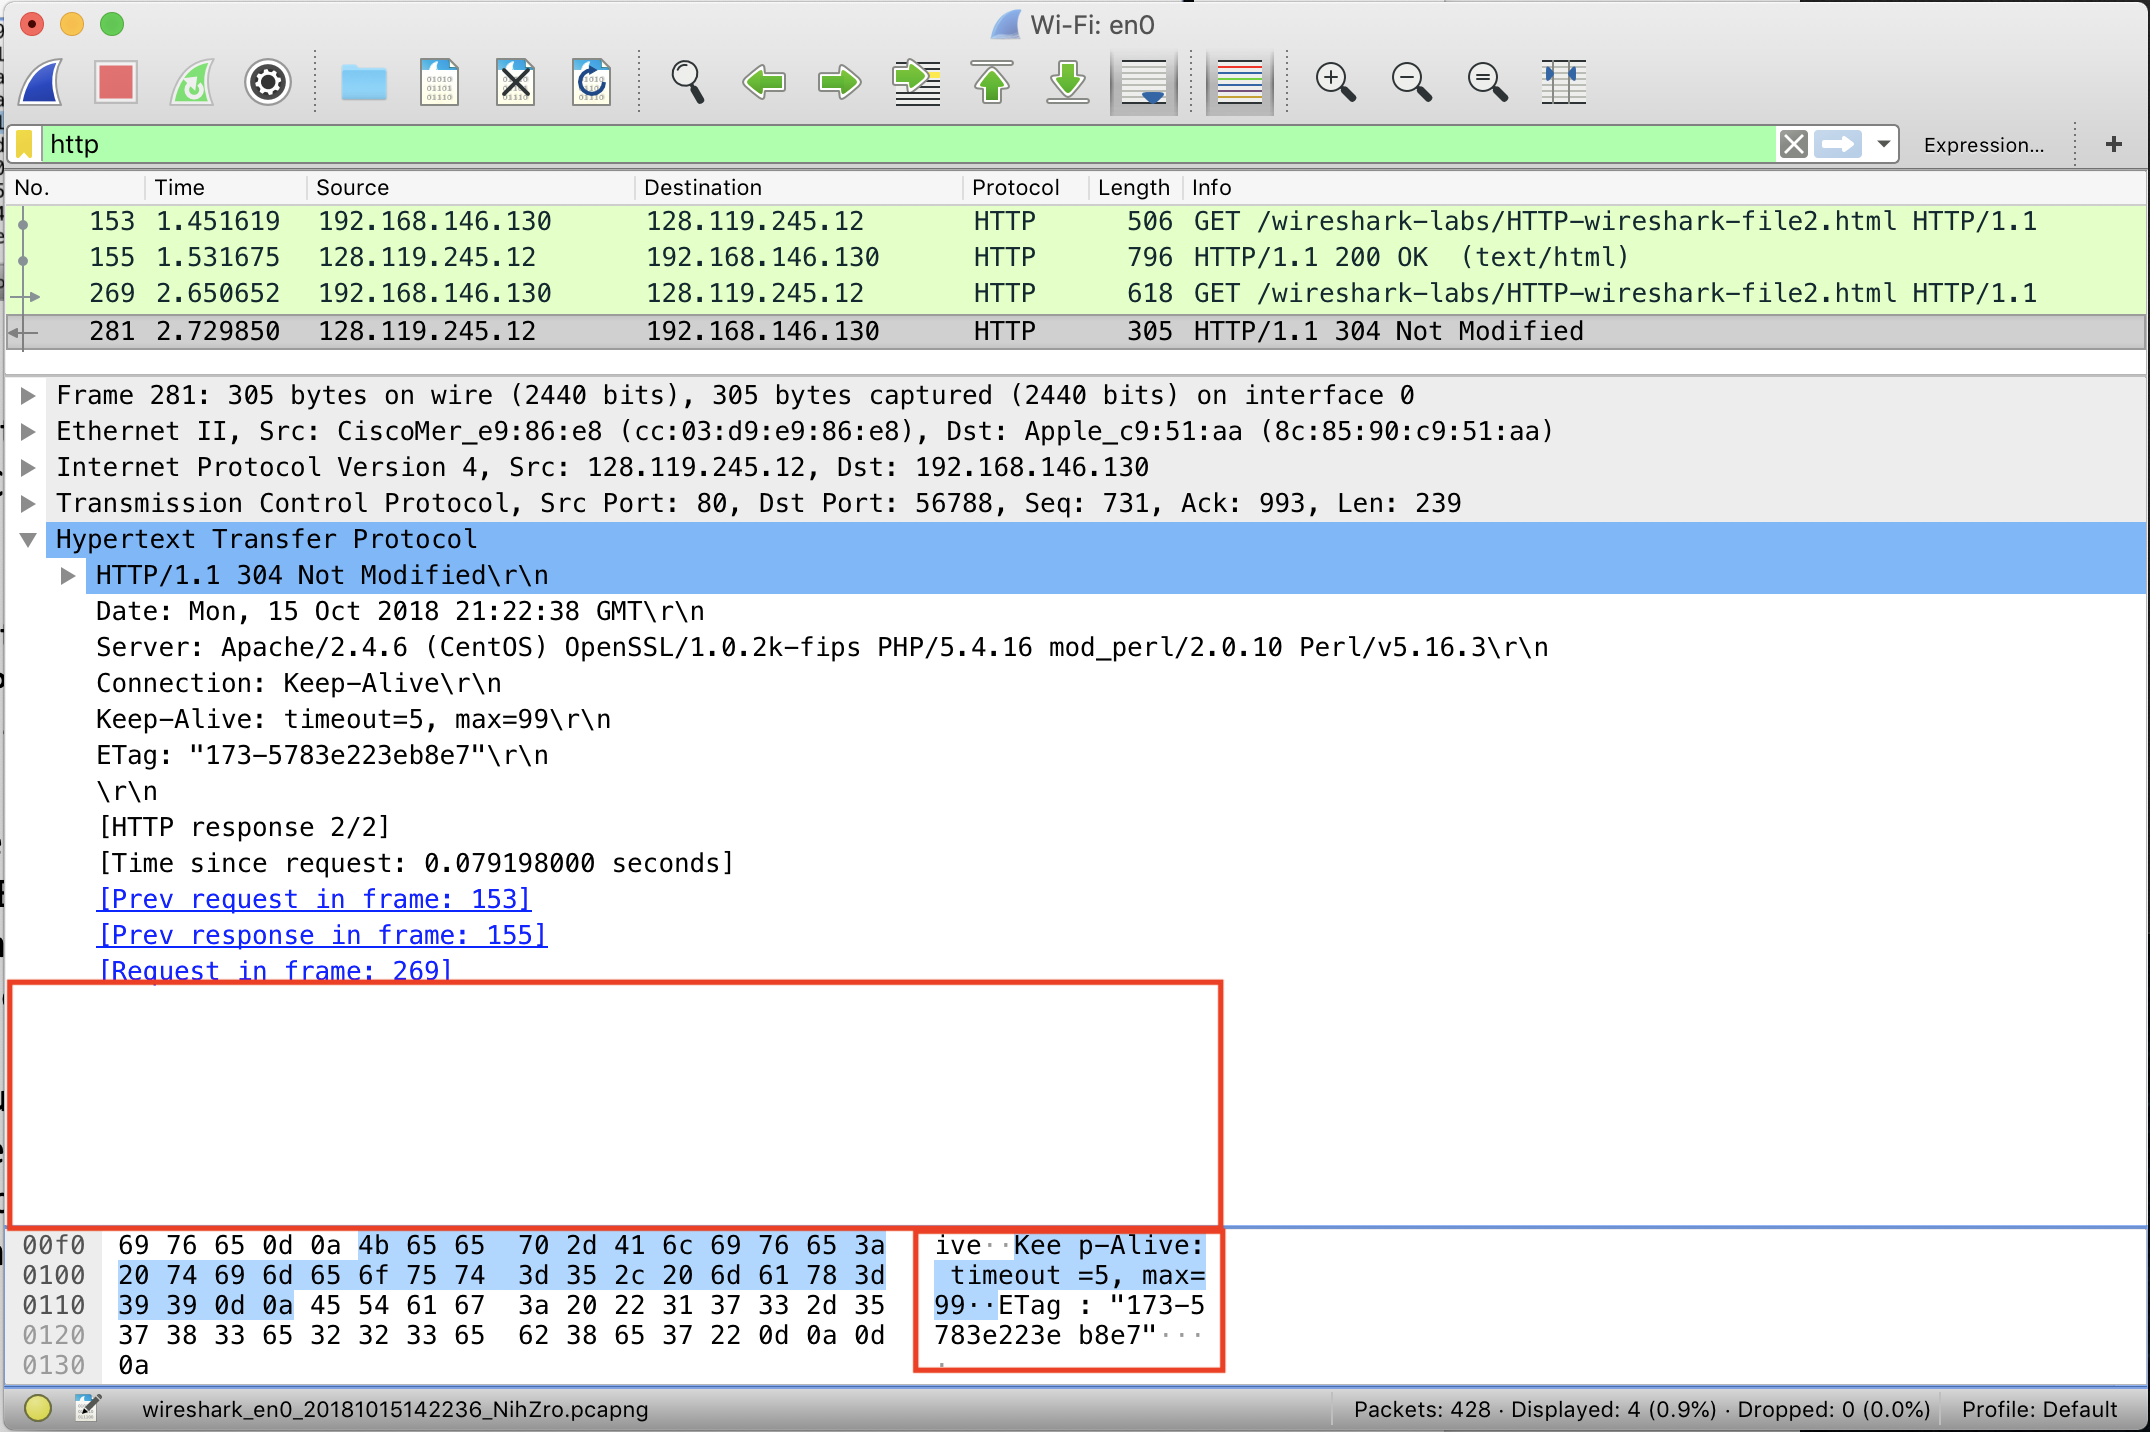 Wi-Fi: en0
http
Expression...
+
No. Time Source Destination Protocol Length Info
153 1.451619 192.168.146.130 128.119.245.12 HTTP 506 GET /wireshark-labs/HTTP-wireshark-file2.html HTTP/1.1
155 1.531675 128.119.245.12 192.168.146.130 HTTP 796 HTTP/1.1 200 OK  (text/html)
269 2.650652 192.168.146.130 128.119.245.12 HTTP 618 GET /wireshark-labs/HTTP-wireshark-file2.html HTTP/1.1
281 2.729850 128.119.245.12 192.168.146.130 HTTP 305 HTTP/1.1 304 Not Modified
Frame 281: 305 bytes on wire (2440 bits), 305 bytes captured (2440 bits) on interface 0
Ethernet II, Src: CiscoMer_e9:86:e8 (cc:03:d9:e9:86:e8), Dst: Apple_c9:51:aa (8c:85:90:c9:51:aa)
Internet Protocol Version 4, Src: 128.119.245.12, Dst: 192.168.146.130
Transmission Control Protocol, Src Port: 80, Dst Port: 56788, Seq: 731, Ack: 993, Len: 239
Hypertext Transfer Protocol
HTTP/1.1 304 Not Modified\r\n
Date: Mon, 15 Oct 2018 21:22:38 GMT\r\n
Server: Apache/2.4.6 (CentOS) OpenSSL/1.0.2k-fips PHP/5.4.16 mod_perl/2.0.10 Perl/v5.16.3\r\n
Connection: Keep-Alive\r\n
Keep-Alive: timeout=5, max=99\r\n
ETag: "173-5783e223eb8e7"\r\n
\r\n
[HTTP response 2/2]
[Time since request: 0.079198000 seconds]
[Prev request in frame: 153]
[Prev response in frame: 155]
[Request in frame: 269]
00f0 69 76 65 0d 0a 4b 65 65 70 2d 41 6c 69 76 65 3a ive··Kee p-Alive:
0100 20 74 69 6d 65 6f 75 74 3d 35 2c 20 6d 61 78 3d timeout =5, max=
0110 39 39 0d 0a 45 54 61 67 3a 20 22 31 37 33 2d 35 99··ETag : "173-5
0120 37 38 33 65 32 32 33 65 62 38 65 37 22 0d 0a 0d 783e223e b8e7"···
0130 0a ·
wireshark_en0_20181015142236_NihZro.pcapng
Packets: 428 · Displayed: 4 (0.9%) · Dropped: 0 (0.0%)
Profile: Default